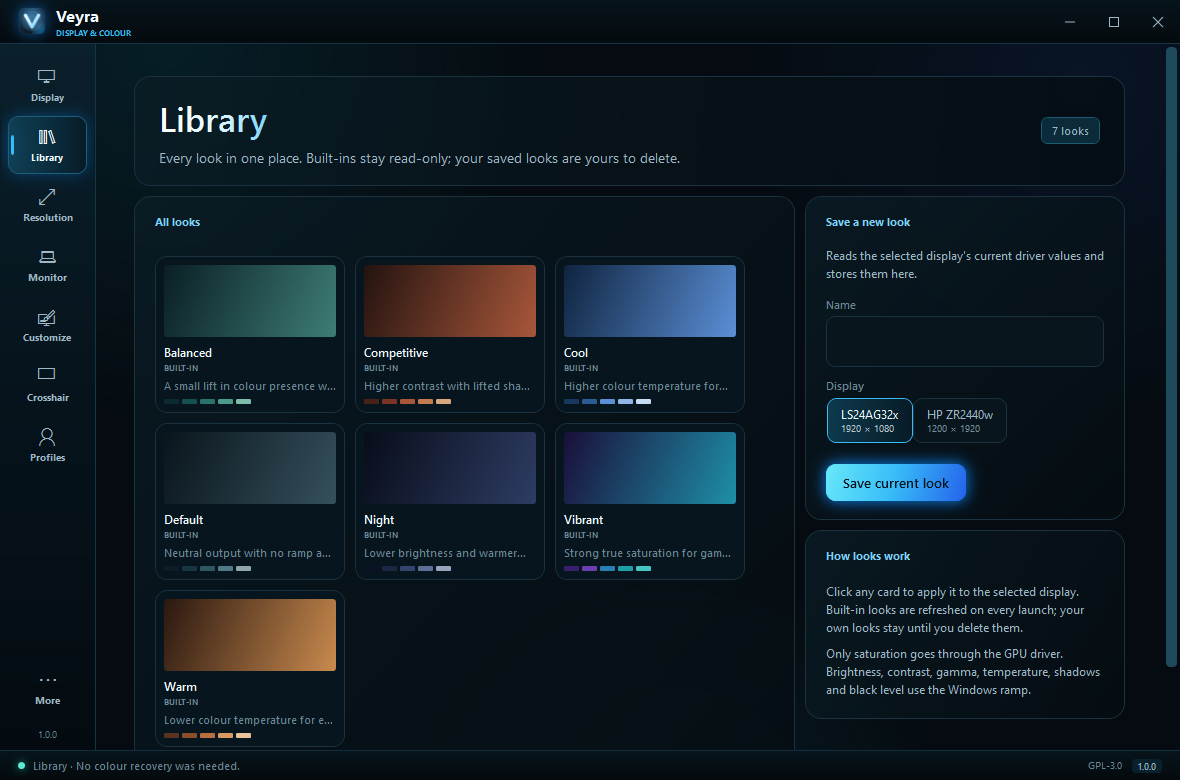 Veyra
DISPLAY & COLOUR
Display
Library
Resolution
Monitor
Customize
Crosshair
Profiles
... More
1.0.0
Library
Every look in one place. Built-ins stay read-only; your saved looks are yours to delete.
7 looks
All looks
Balanced
BUILT-IN
A small lift in colour presence w...
Competitive
BUILT-IN
Higher contrast with lifted sha...
Cool
BUILT-IN
Higher colour temperature for...
Default
BUILT-IN
Neutral output with no ramp a...
Night
BUILT-IN
Lower brightness and warmer...
Vibrant
BUILT-IN
Strong true saturation for gam...
Warm
BUILT-IN
Lower colour temperature for e...
Save a new look
Reads the selected display's current driver values and
stores them here.
Name
Display
LS24AG32x
1920 × 1080
HP ZR2440w
1200 × 1920
Save current look
How looks work
Click any card to apply it to the selected display.
Built-in looks are refreshed on every launch; your
own looks stay until you delete them.
Only saturation goes through the GPU driver.
Brightness, contrast, gamma, temperature, shadows
and black level use the Windows ramp.
Library · No colour recovery was needed.
GPL-3.0
1.0.0